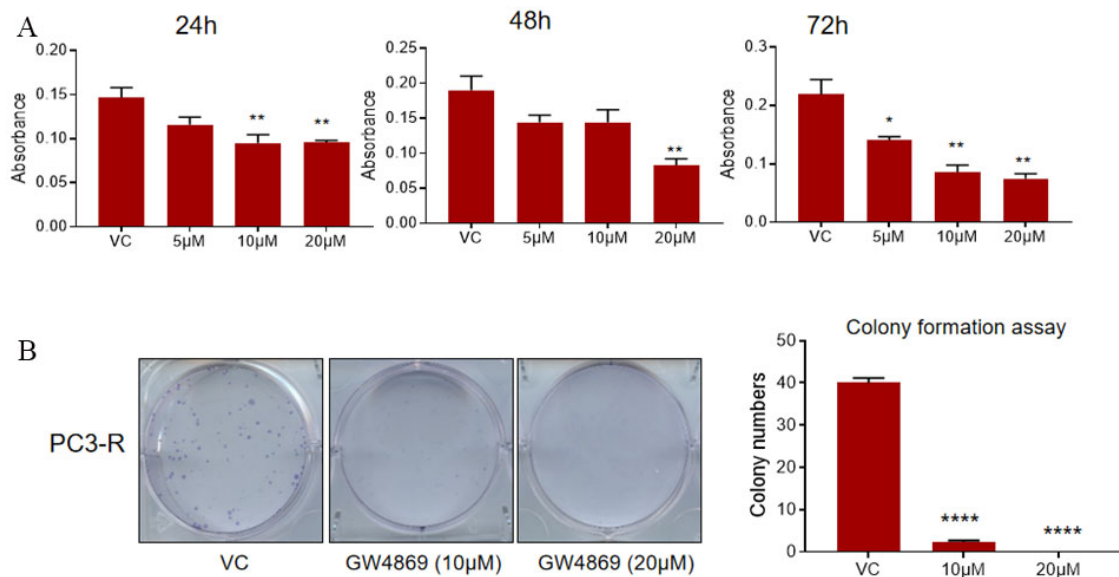 A
24h
Absorbance
0.20
0.15
0.10
0.05
0.00
** **
VC 5µM 10µM 20µM
48h
Absorbance
0.25
0.20
0.15
0.10
0.05
0.00
**
VC 5µM 10µM 20µM
72h
Absorbance
0.3
0.2
0.1
0.0
* ** **
VC 5µM 10µM 20µM
B
PC3-R
VC GW4869 (10µM) GW4869 (20µM)
Colony formation assay
Colony numbers
50
40
30
20
10
0
**** ****
VC 10µM 20µM